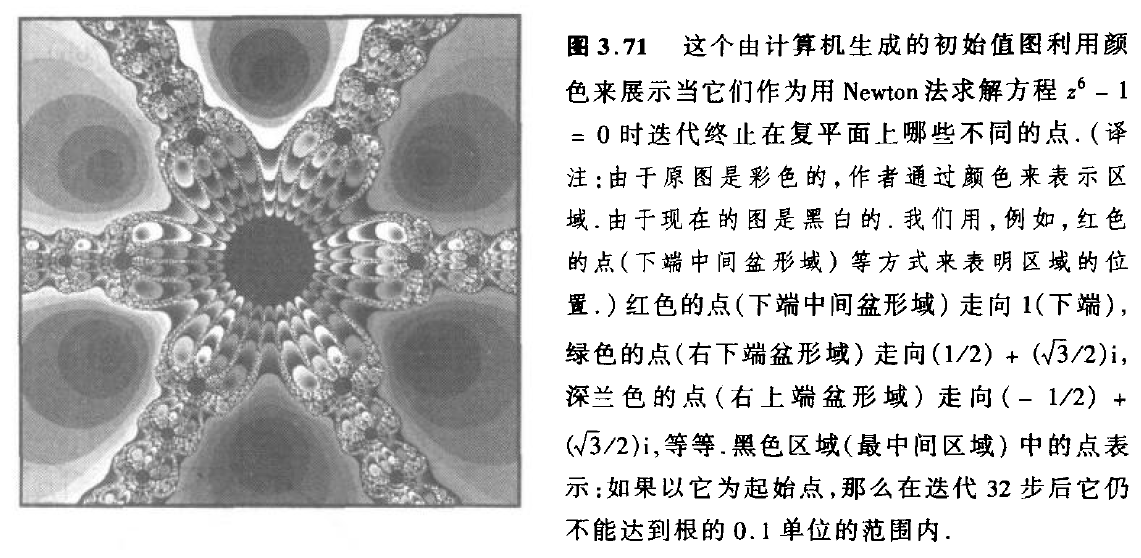 图 3.71 这个由计算机生成的初始值图利用颜
色来展示当它们作为用 Newton 法求解方程 z⁶ - 1
= 0 时迭代终止在复平面上哪些不同的点.(译
注:由于原图是彩色的,作者通过颜色来表示区
域.由于现在的图是黑白的.我们用,例如,红色
的点(下端中间盆形域)等方式来表明区域的位
置.)红色的点(下端中间盆形域)走向 1(下端),
绿色的点(右下端盆形域)走向(1/2) + (√3/2)i,
深兰色的点(右上端盆形域)走向(- 1/2) +
(√3/2)i,等等.黑色区域(最中间区域)中的点表
示:如果以它为起始点,那么在迭代 32 步后它仍
不能达到根的 0.1 单位的范围内.